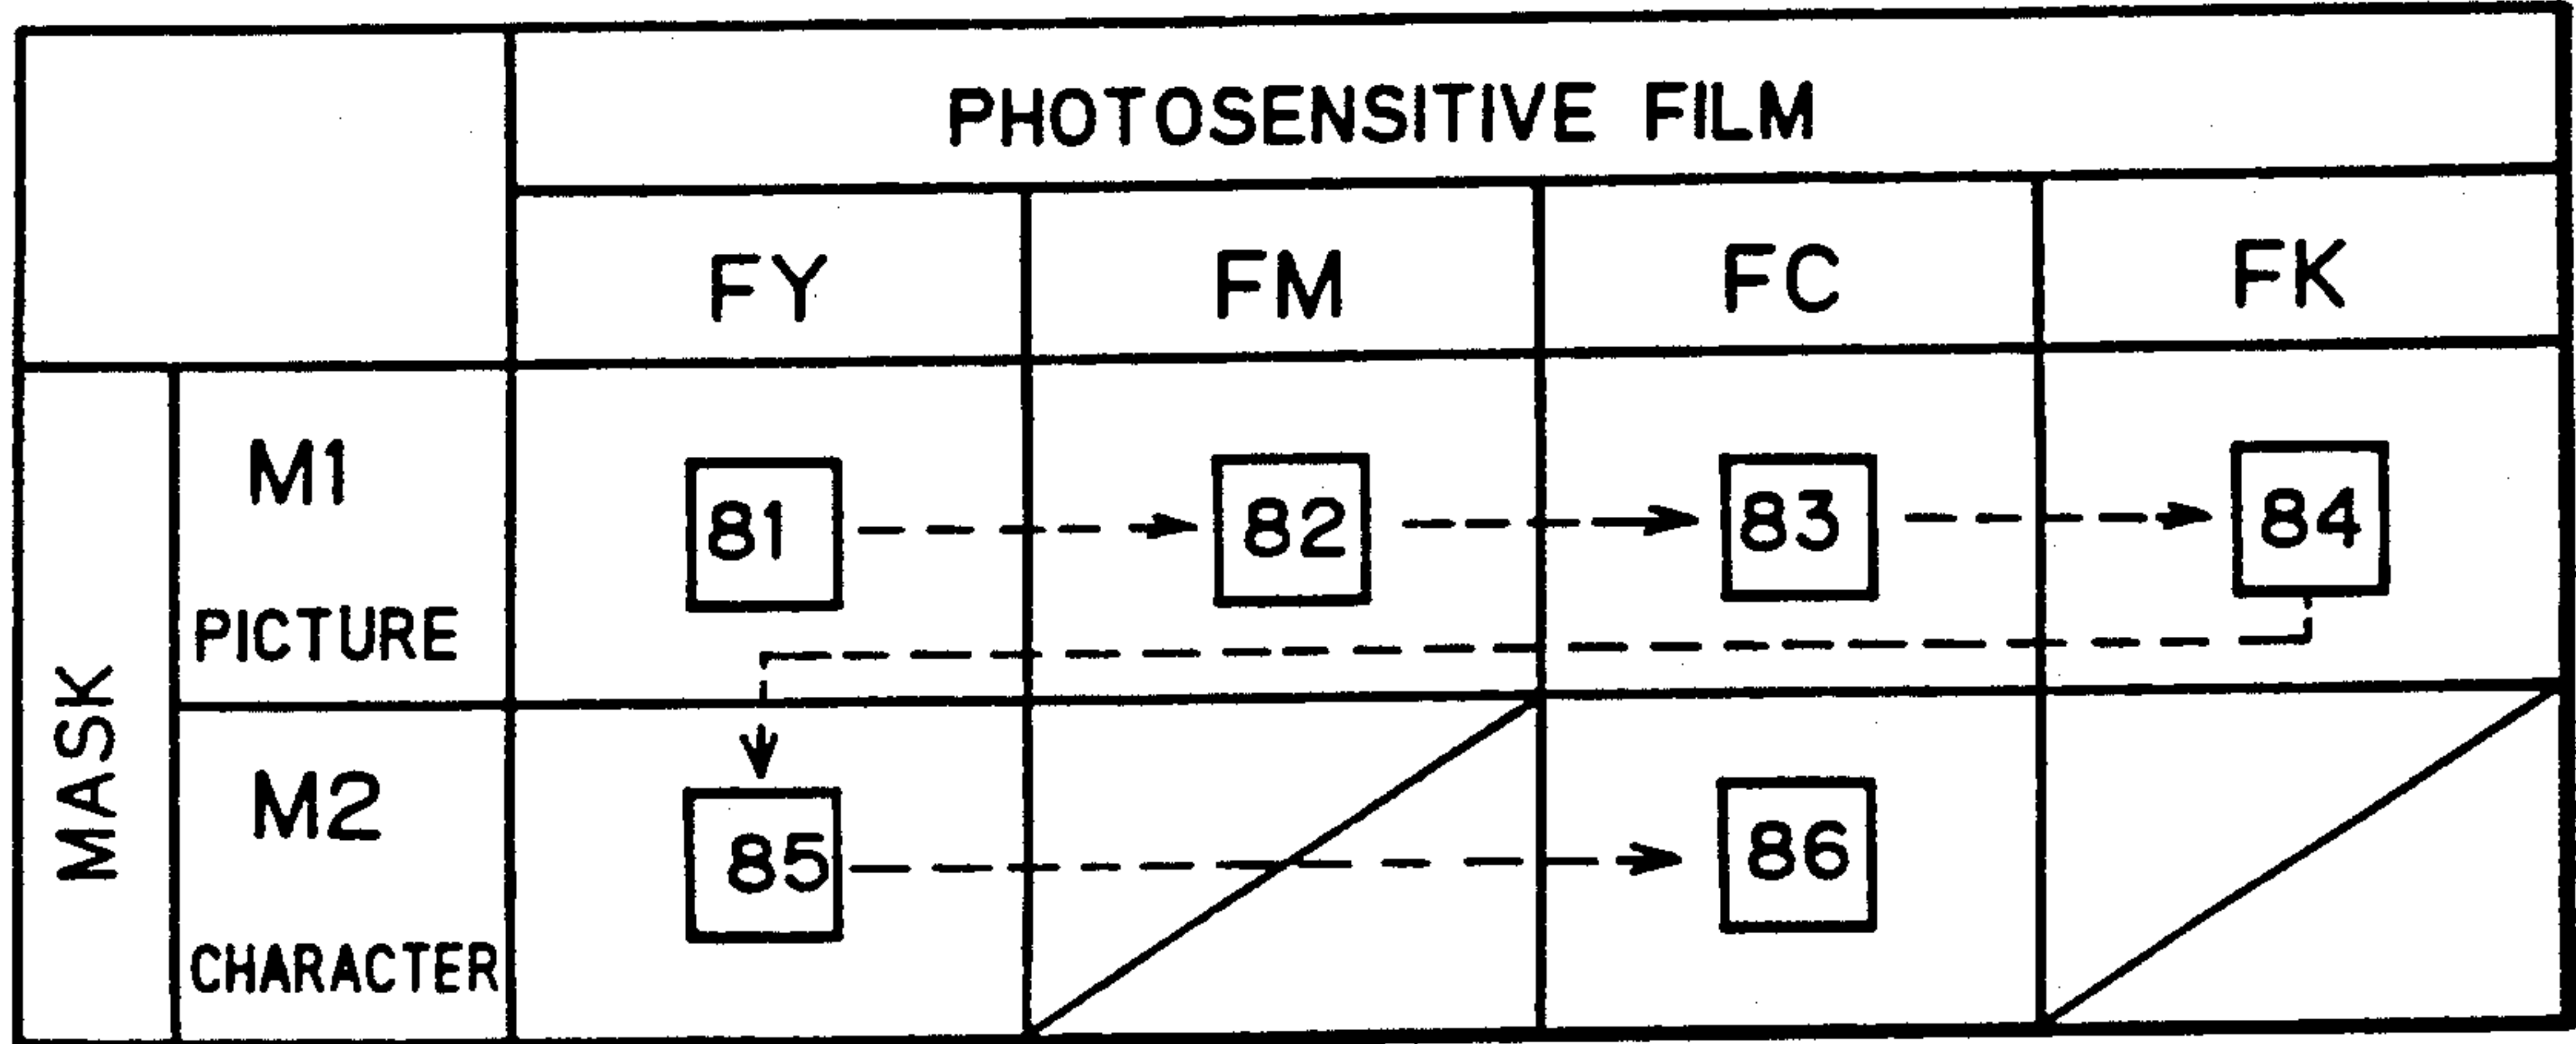 PHOTOSENSITIVE FILM
FY FM FC FK
MASK
M1 81 82 83 84
PICTURE
M2 85 86
CHARACTER